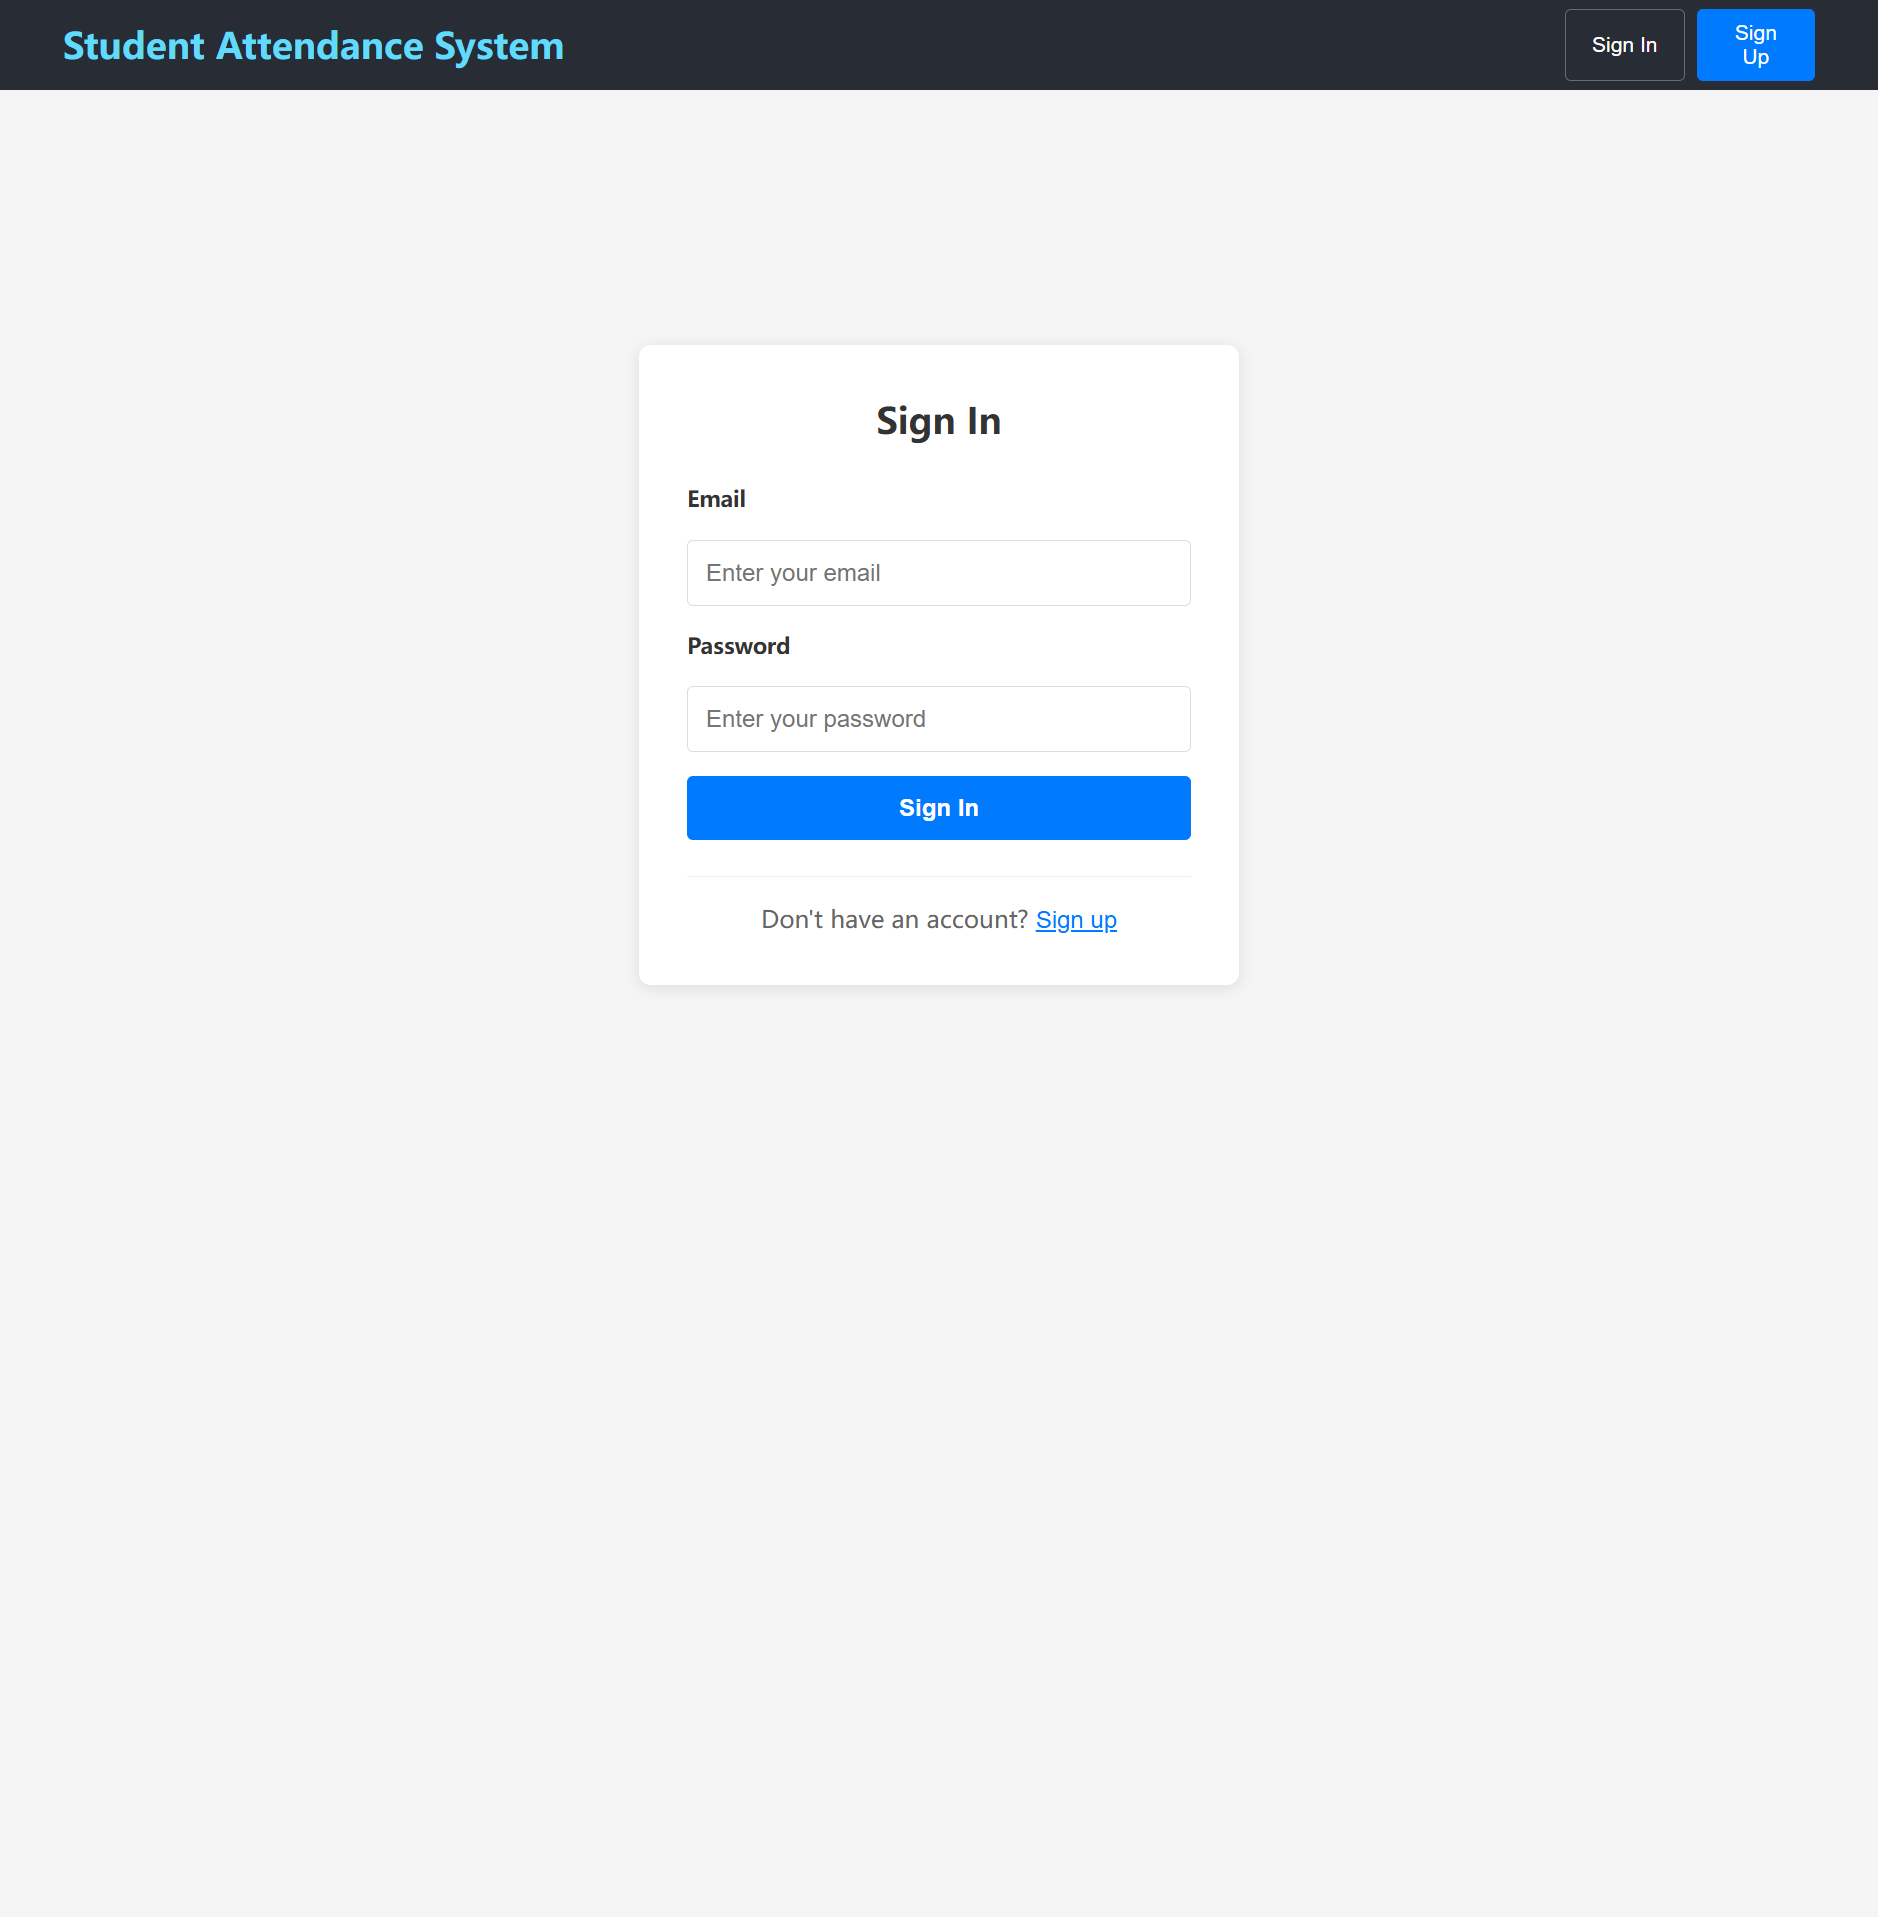 Student Attendance System
Sign In
Sign
Up
Sign In
Email
Enter your email
Password
Enter your password
Sign In
Don't have an account? Sign up